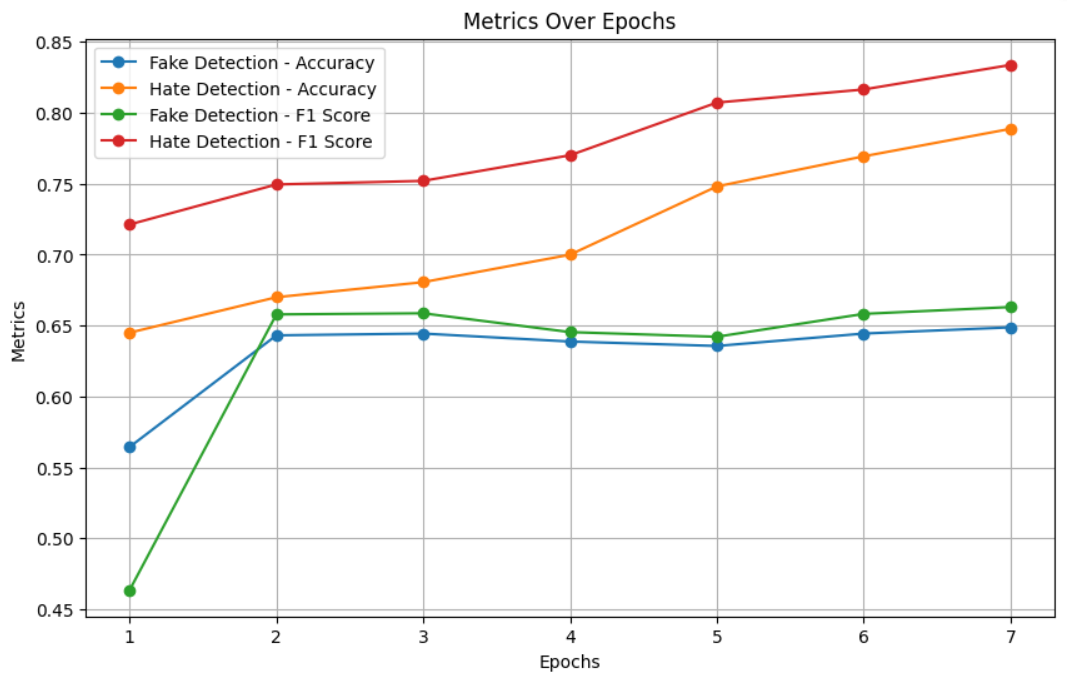 Metrics Over Epochs
0.85
Fake Detection - Accuracy
Hate Detection - Accuracy
Fake Detection - F1 Score
Hate Detection - F1 Score
0.80
0.75
0.70
0.65
0.60
0.55
0.50
0.45
Metrics
1 2 3 4 5 6 7
Epochs